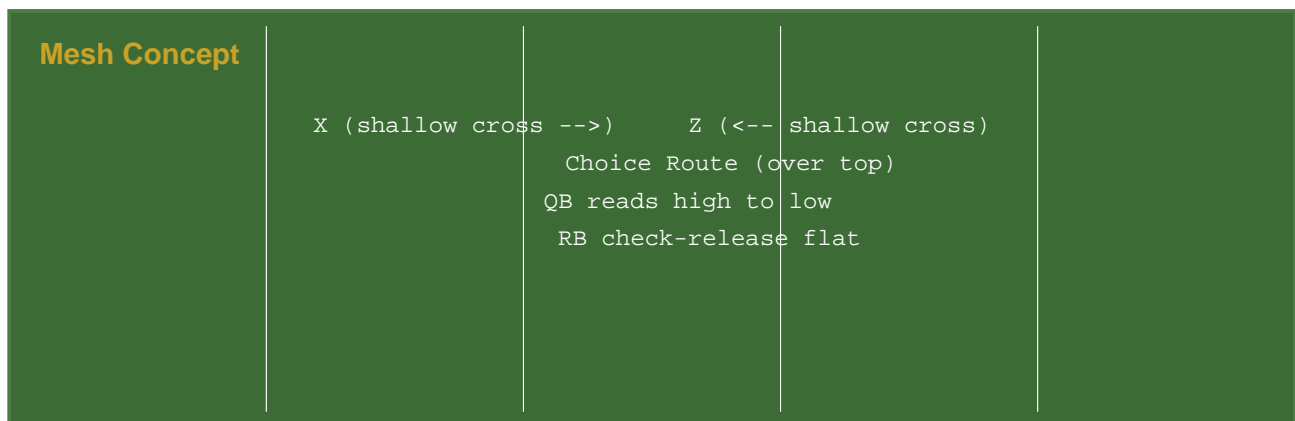 Mesh Concept
X (shallow cross -->)     Z (<-- shallow cross)
Choice Route (over top)
QB reads high to low
RB check-release flat